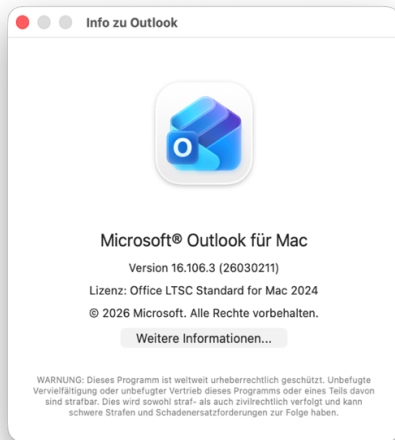 Info zu Outlook
O
Microsoft® Outlook für Mac
Version 16.106.3 (26030211)
Lizenz: Office LTSC Standard for Mac 2024
© 2026 Microsoft. Alle Rechte vorbehalten.
Weitere Informationen...
WARNUNG: Dieses Programm ist weltweit urheberrechtlich geschützt. Unbefugte
Vervielfältigung oder unbefugter Vertrieb dieses Programms oder eines Teils davon
sind strafbar. Dies wird sowohl straf- als auch zivilrechtlich verfolgt und kann
schwere Strafen und Schadenersatzforderungen zur Folge haben.